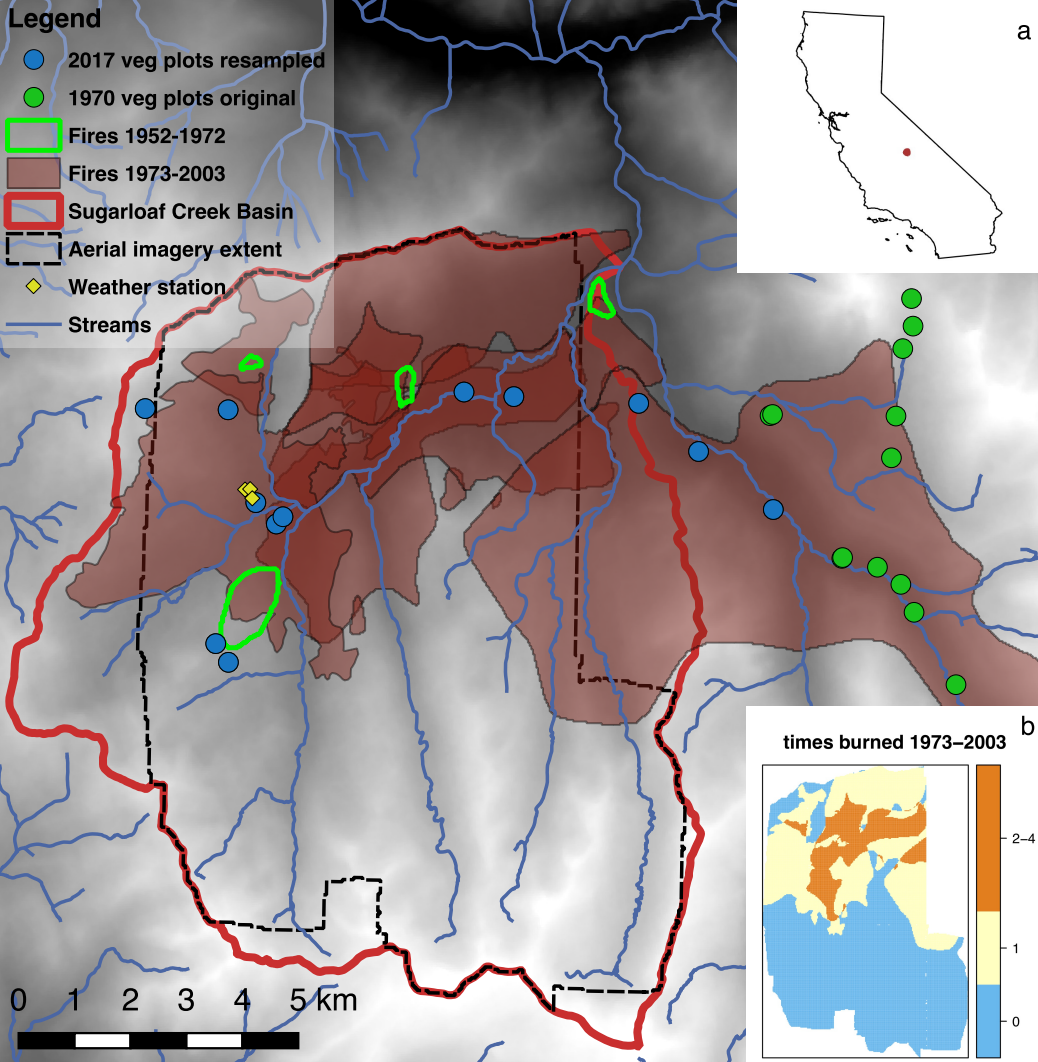 Legend
2017 veg plots resampled
1970 veg plots original
Fires 1952-1972
Fires 1973-2003
Sugarloaf Creek Basin
Aerial imagery extent
Weather station
Streams
a
b
times burned 1973–2003
2–4
1
0
0 1 2 3 4 5 km